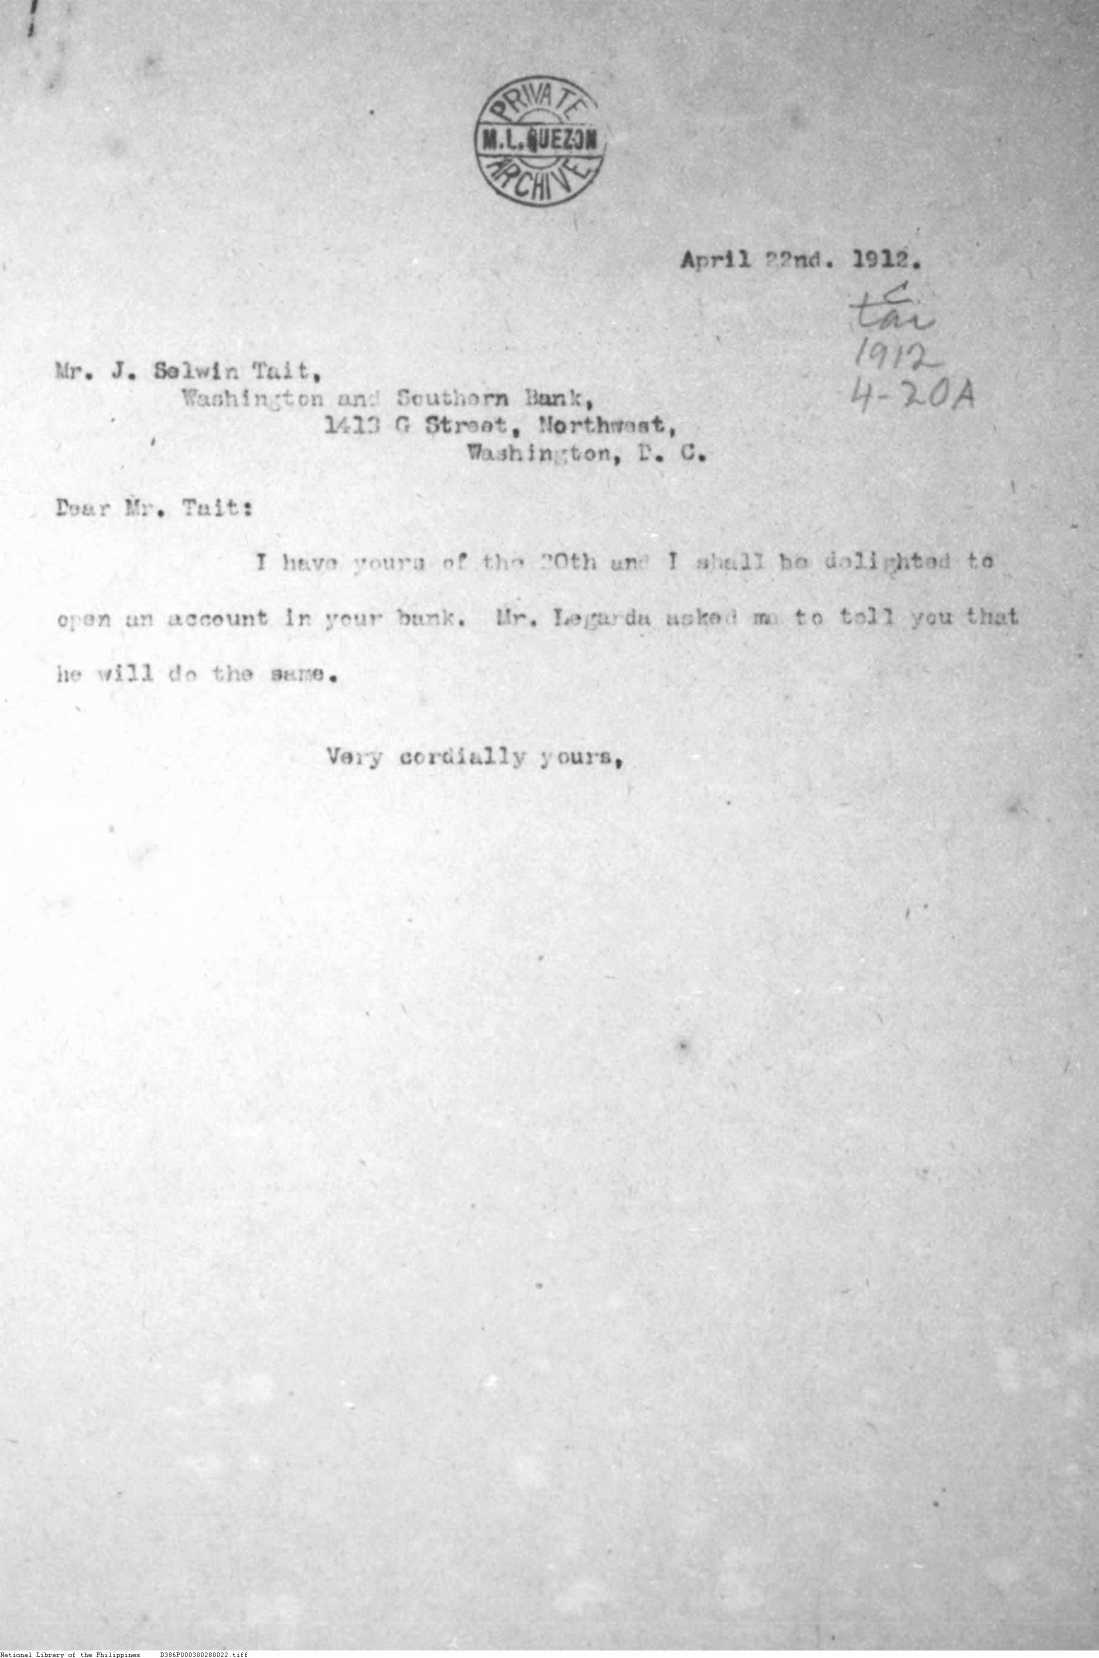 PRIVATE
M.L.QUEZON
ARCHIVE
April 22nd. 1912.
c
tai
1912
4-20A
Mr. J. Selwin Tait,
Washington and Southern Bank,
1413 G Street, Northwest,
Washington, D. C.
Dear Mr. Tait:
I have yours of the 20th and I shall be delighted to
open an account in your bank. Mr. Legarda asked me to tell you that
he will do the same.
Very cordially yours,
National Library of the Philippines D386P000300280022.tiff